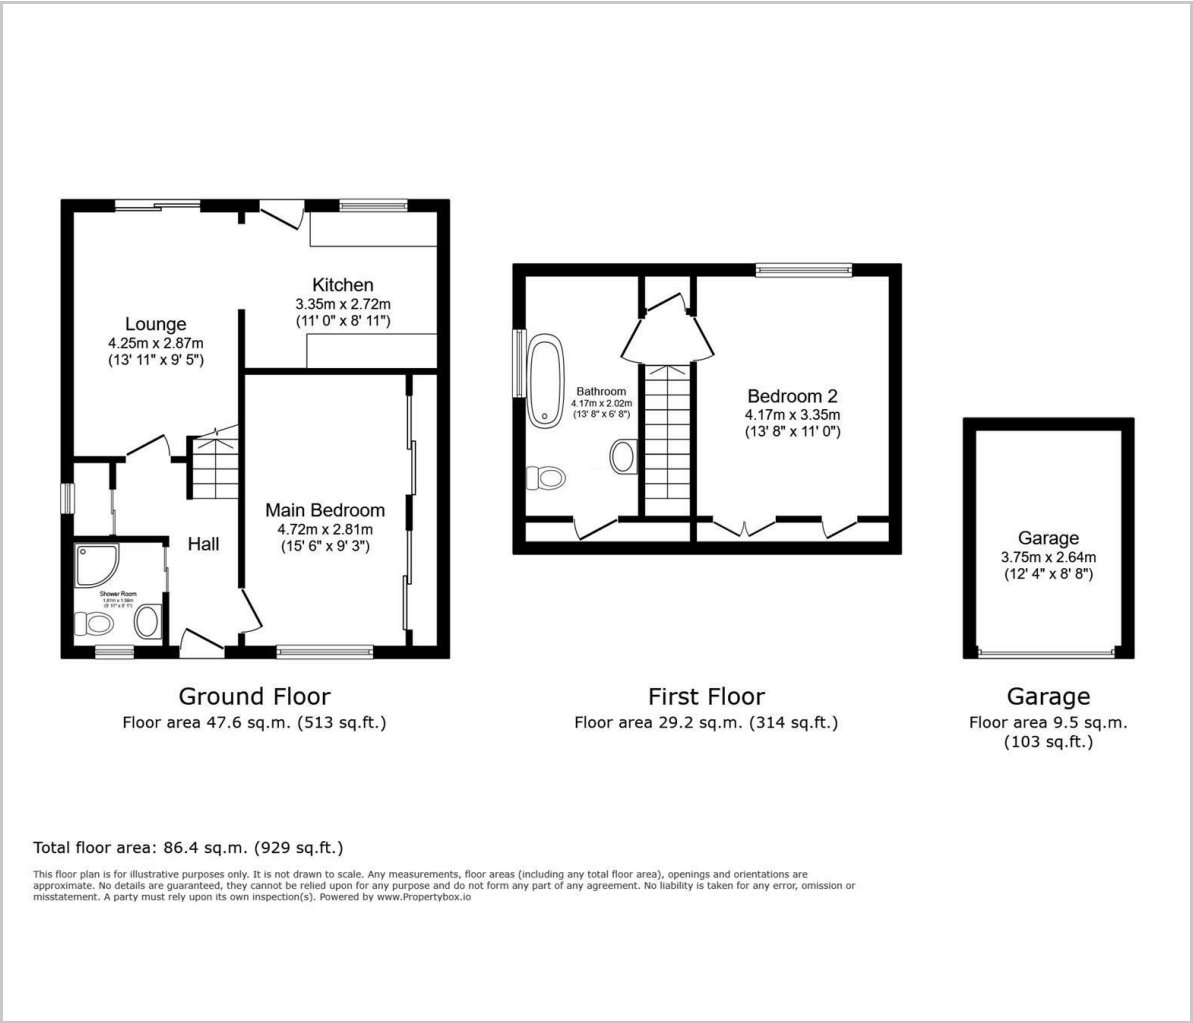 Kitchen
3.35m x 2.72m
(11' 0" x 8' 11")
Lounge
4.25m x 2.87m
(13' 11" x 9' 5")
Main Bedroom
4.72m x 2.81m
(15' 6" x 9' 3")
Hall
Shower Room
1.81m x 1.56m
(5' 11" x 5' 1")
Bathroom
4.17m x 2.02m
(13' 8" x 6' 8")
Bedroom 2
4.17m x 3.35m
(13' 8" x 11' 0")
Garage
3.75m x 2.64m
(12' 4" x 8' 8")
Ground Floor
Floor area 47.6 sq.m. (513 sq.ft.)
First Floor
Floor area 29.2 sq.m. (314 sq.ft.)
Garage
Floor area 9.5 sq.m.
(103 sq.ft.)
Total floor area: 86.4 sq.m. (929 sq.ft.)
This floor plan is for illustrative purposes only. It is not drawn to scale. Any measurements, floor areas (including any total floor area), openings and orientations are
approximate. No details are guaranteed, they cannot be relied upon for any purpose and do not form any part of any agreement. No liability is taken for any error, omission or
misstatement. A party must rely upon its own inspection(s). Powered by www.Propertybox.io